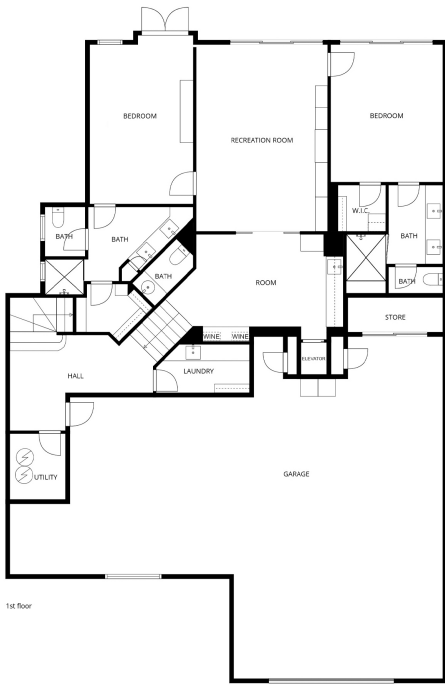 BEDROOM
BEDROOM
RECREATION ROOM
W.I.C.
BATH
BATH
BATH
BATH
BATH
ROOM
STORE
WINE
WINE
ELEVATOR
LAUNDRY
HALL
GARAGE
UTILITY
1st floor